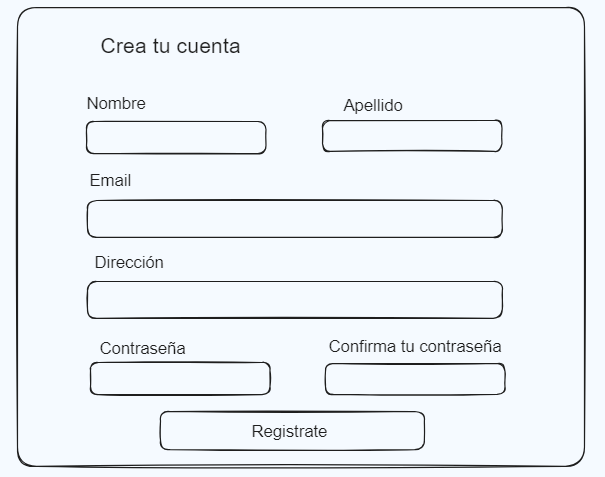 Crea tu cuenta
Nombre
Apellido
Email
Dirección
Contraseña
Confirma tu contraseña
Registrate